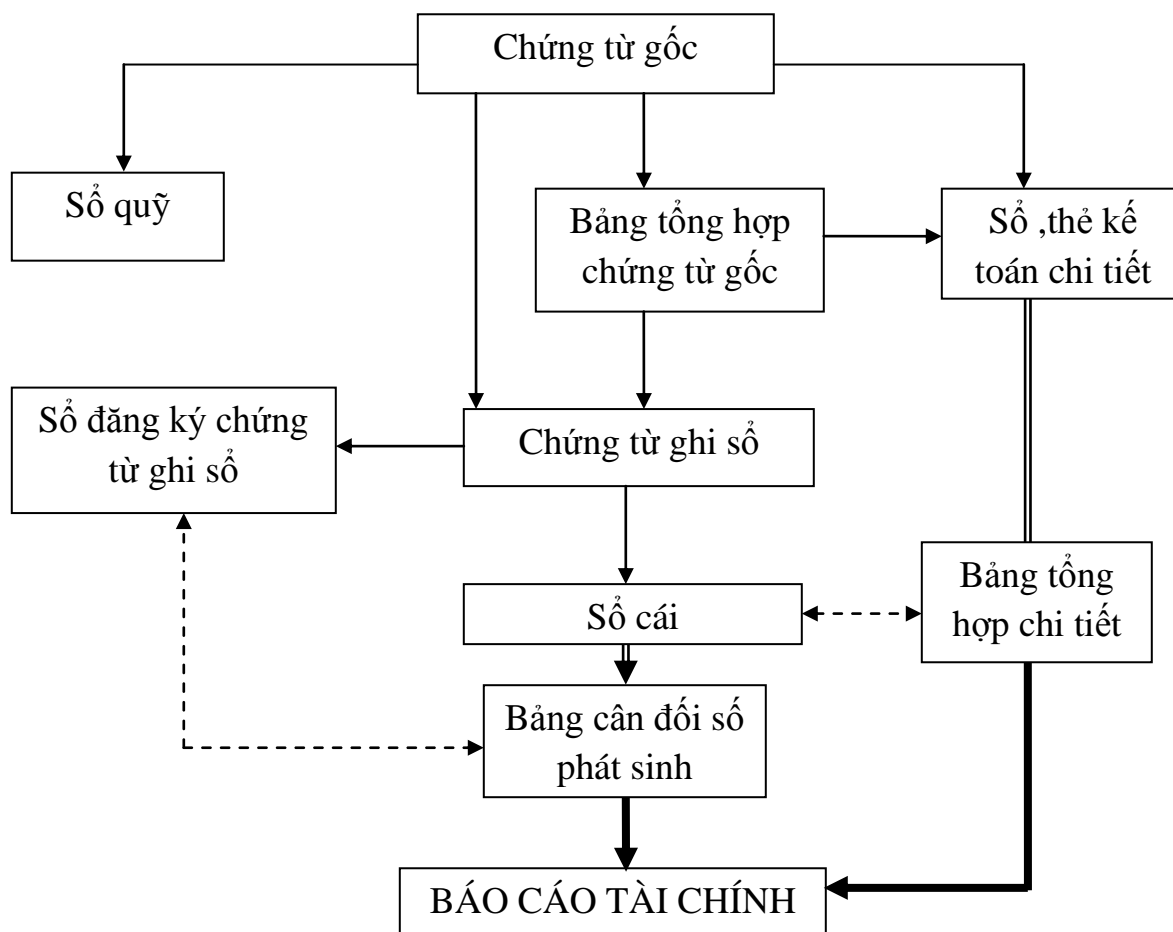 Chứng từ gốc
Sổ quỹ
Bảng tổng hợp
chứng từ gốc
Sổ ,thẻ kế
toán chi tiết
Sổ đăng ký chứng
từ ghi sổ
Chứng từ ghi sổ
Sổ cái
Bảng tổng
hợp chi tiết
Bảng cân đối số
phát sinh
BÁO CÁO TÀI CHÍNH